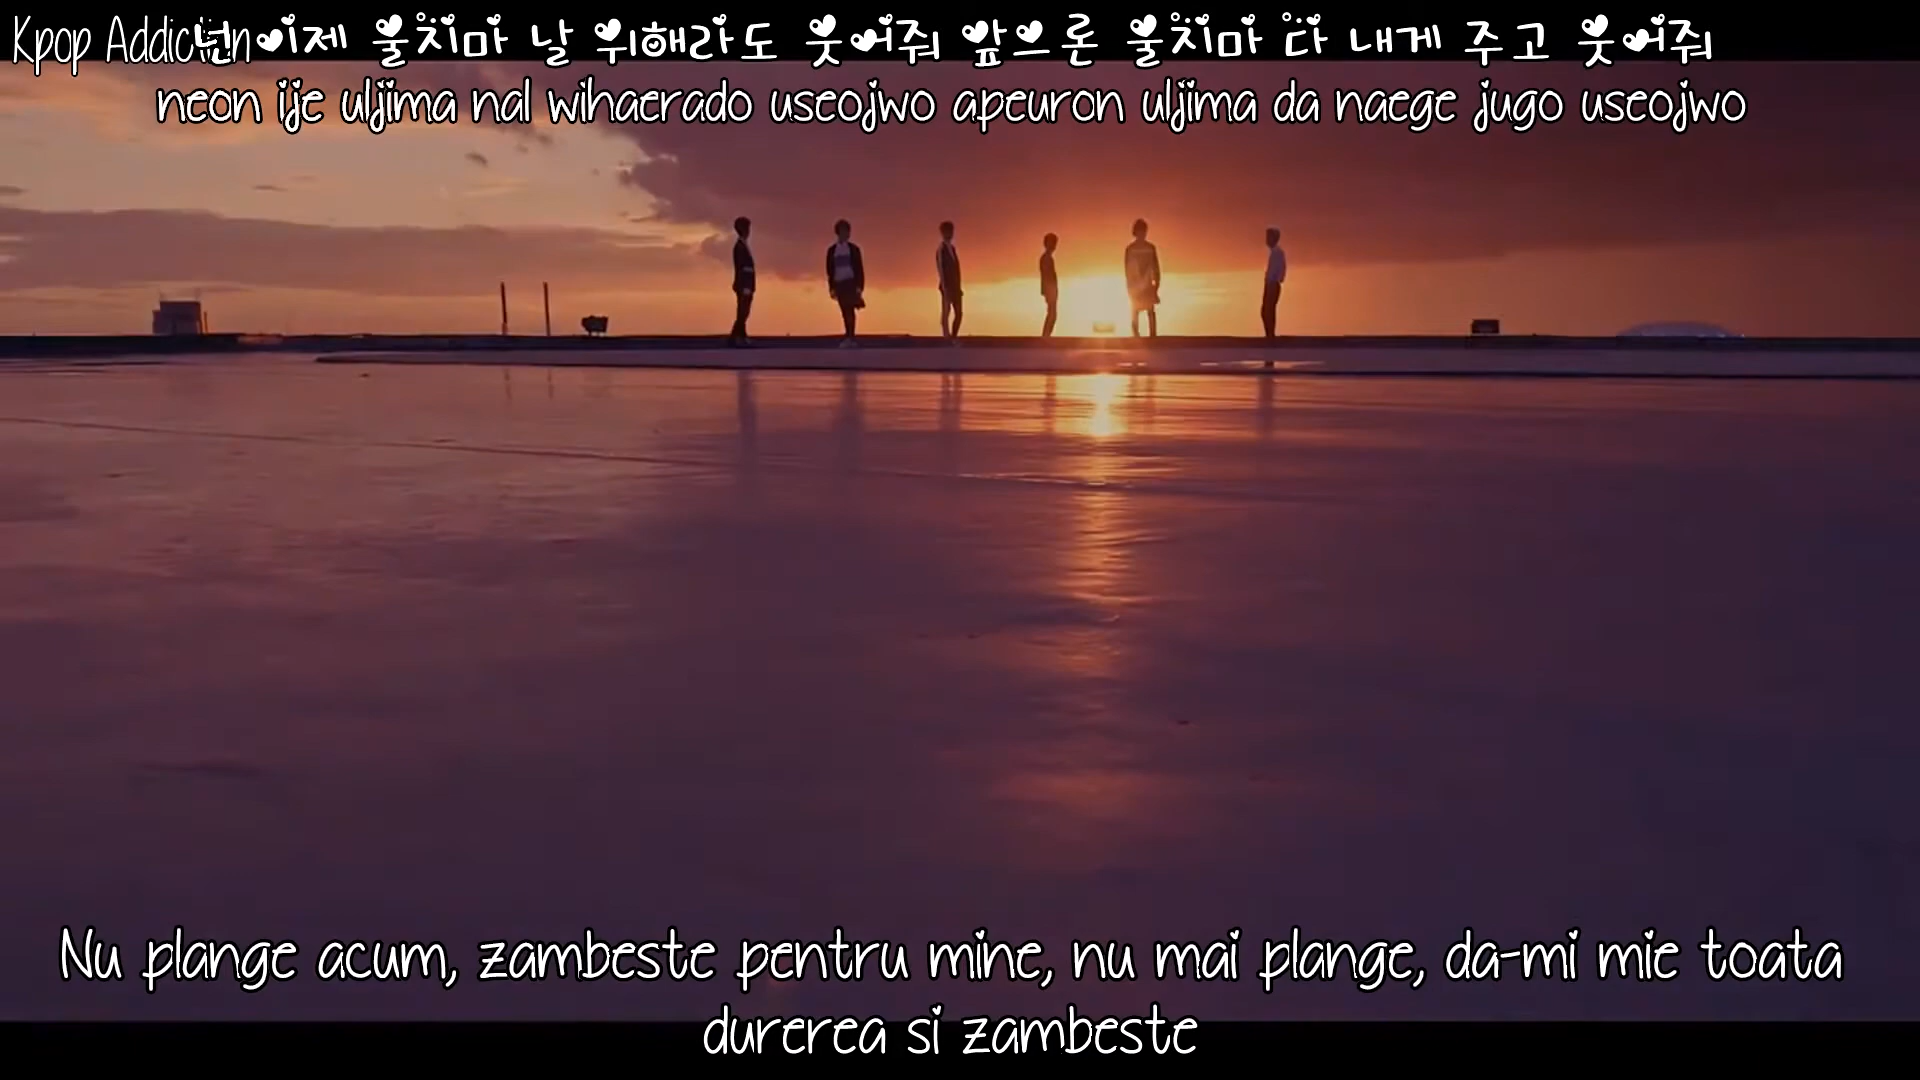 Kpop Addiction
넌 이제 울지마 날 위해라도 웃어줘 앞으론 울지마 다 내게 주고 웃어줘
neon ije uljima nal wihaerado useojwo apeuron uljima da naege jugo useojwo
Nu plange acum, zambeste pentru mine, nu mai plange, da-mi mie toata
durerea si zambeste